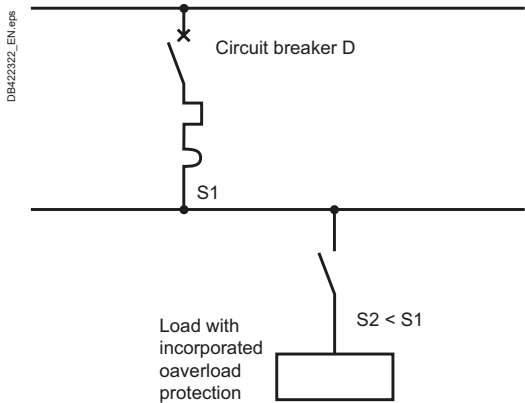 DB422322_EN.eps
Circuit breaker D
S1
S2 < S1
Load with
incorporated
oaverload
protection